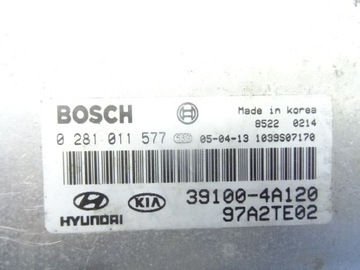 BOSCH
Made in korea
8522 0214
0 281 011 577 05-04-13 1039S07170
HYUNDAI KIA 39100-4A120
97A2TE02